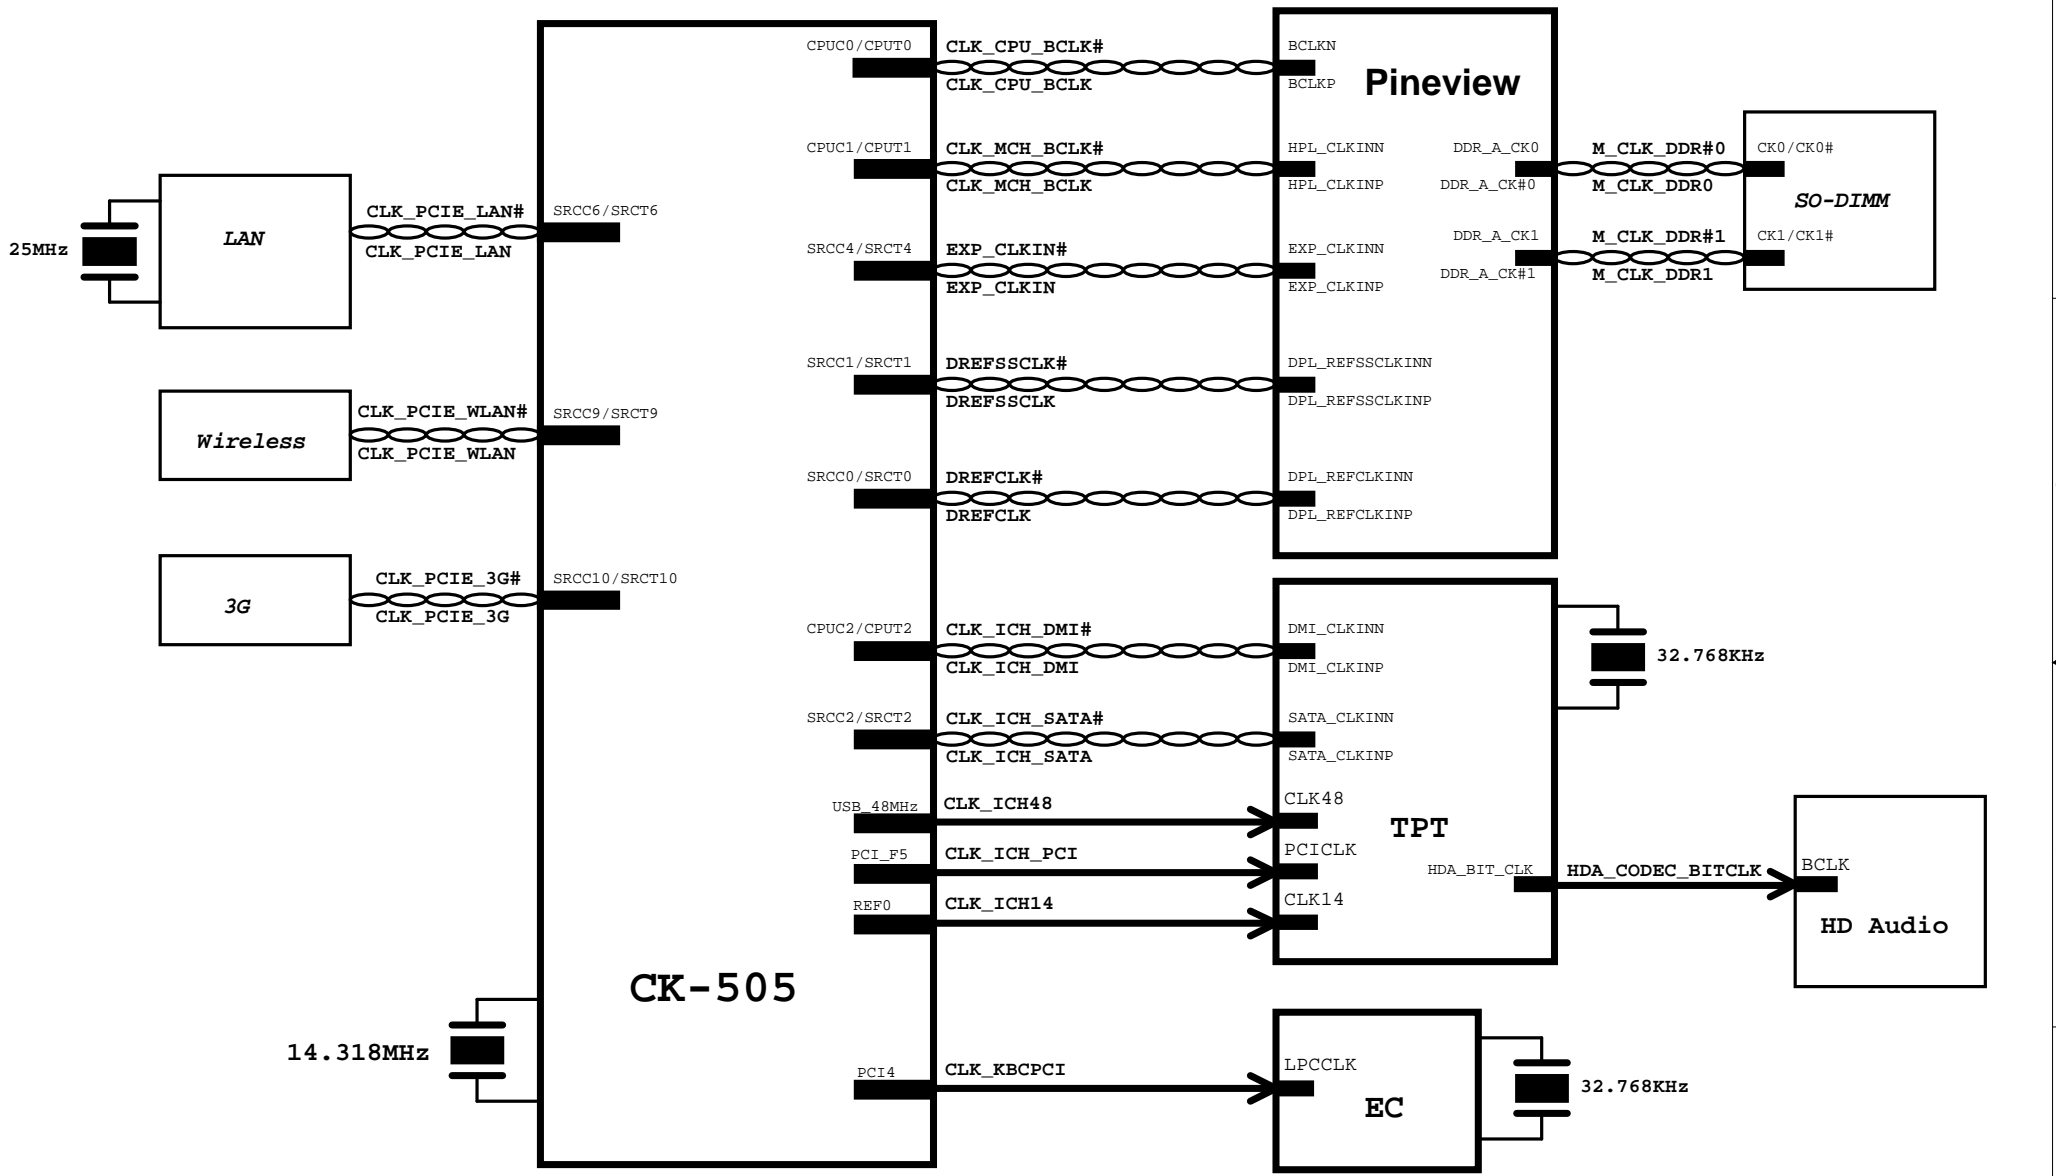 CPUC0/CPUT0
CLK_CPU_BCLK#
CLK_CPU_BCLK
BCLKN
BCLKP
Pineview
CPUC1/CPUT1
CLK_MCH_BCLK#
CLK_MCH_BCLK
HPL_CLKINN
HPL_CLKINP
DDR_A_CK0
DDR_A_CK#0
M_CLK_DDR#0
M_CLK_DDR0
CK0/CK0#
SO-DIMM
DDR_A_CK1
DDR_A_CK#1
M_CLK_DDR#1
M_CLK_DDR1
CK1/CK1#
25MHz
LAN
CLK_PCIE_LAN#
CLK_PCIE_LAN
SRCC6/SRCT6
SRCC4/SRCT4
EXP_CLKIN#
EXP_CLKIN
EXP_CLKINN
EXP_CLKINP
SRCC1/SRCT1
DREFSSCLK#
DREFSSCLK
DPL_REFSSCLKINN
DPL_REFSSCLKINP
Wireless
CLK_PCIE_WLAN#
CLK_PCIE_WLAN
SRCC9/SRCT9
SRCC0/SRCT0
DREFCLK#
DREFCLK
DPL_REFCLKINN
DPL_REFCLKINP
3G
CLK_PCIE_3G#
CLK_PCIE_3G
SRCC10/SRCT10
CPUC2/CPUT2
CLK_ICH_DMI#
CLK_ICH_DMI
DMI_CLKINN
DMI_CLKINP
32.768KHz
SRCC2/SRCT2
CLK_ICH_SATA#
CLK_ICH_SATA
SATA_CLKINN
SATA_CLKINP
USB_48MHz
CLK_ICH48
CLK48
TPT
PCI_F5
CLK_ICH_PCI
PCICLK
HDA_BIT_CLK
HDA_CODEC_BITCLK
BCLK
HD Audio
REF0
CLK_ICH14
CLK14
CK-505
14.318MHz
PCI4
CLK_KBCPCI
LPCCLK
EC
32.768KHz